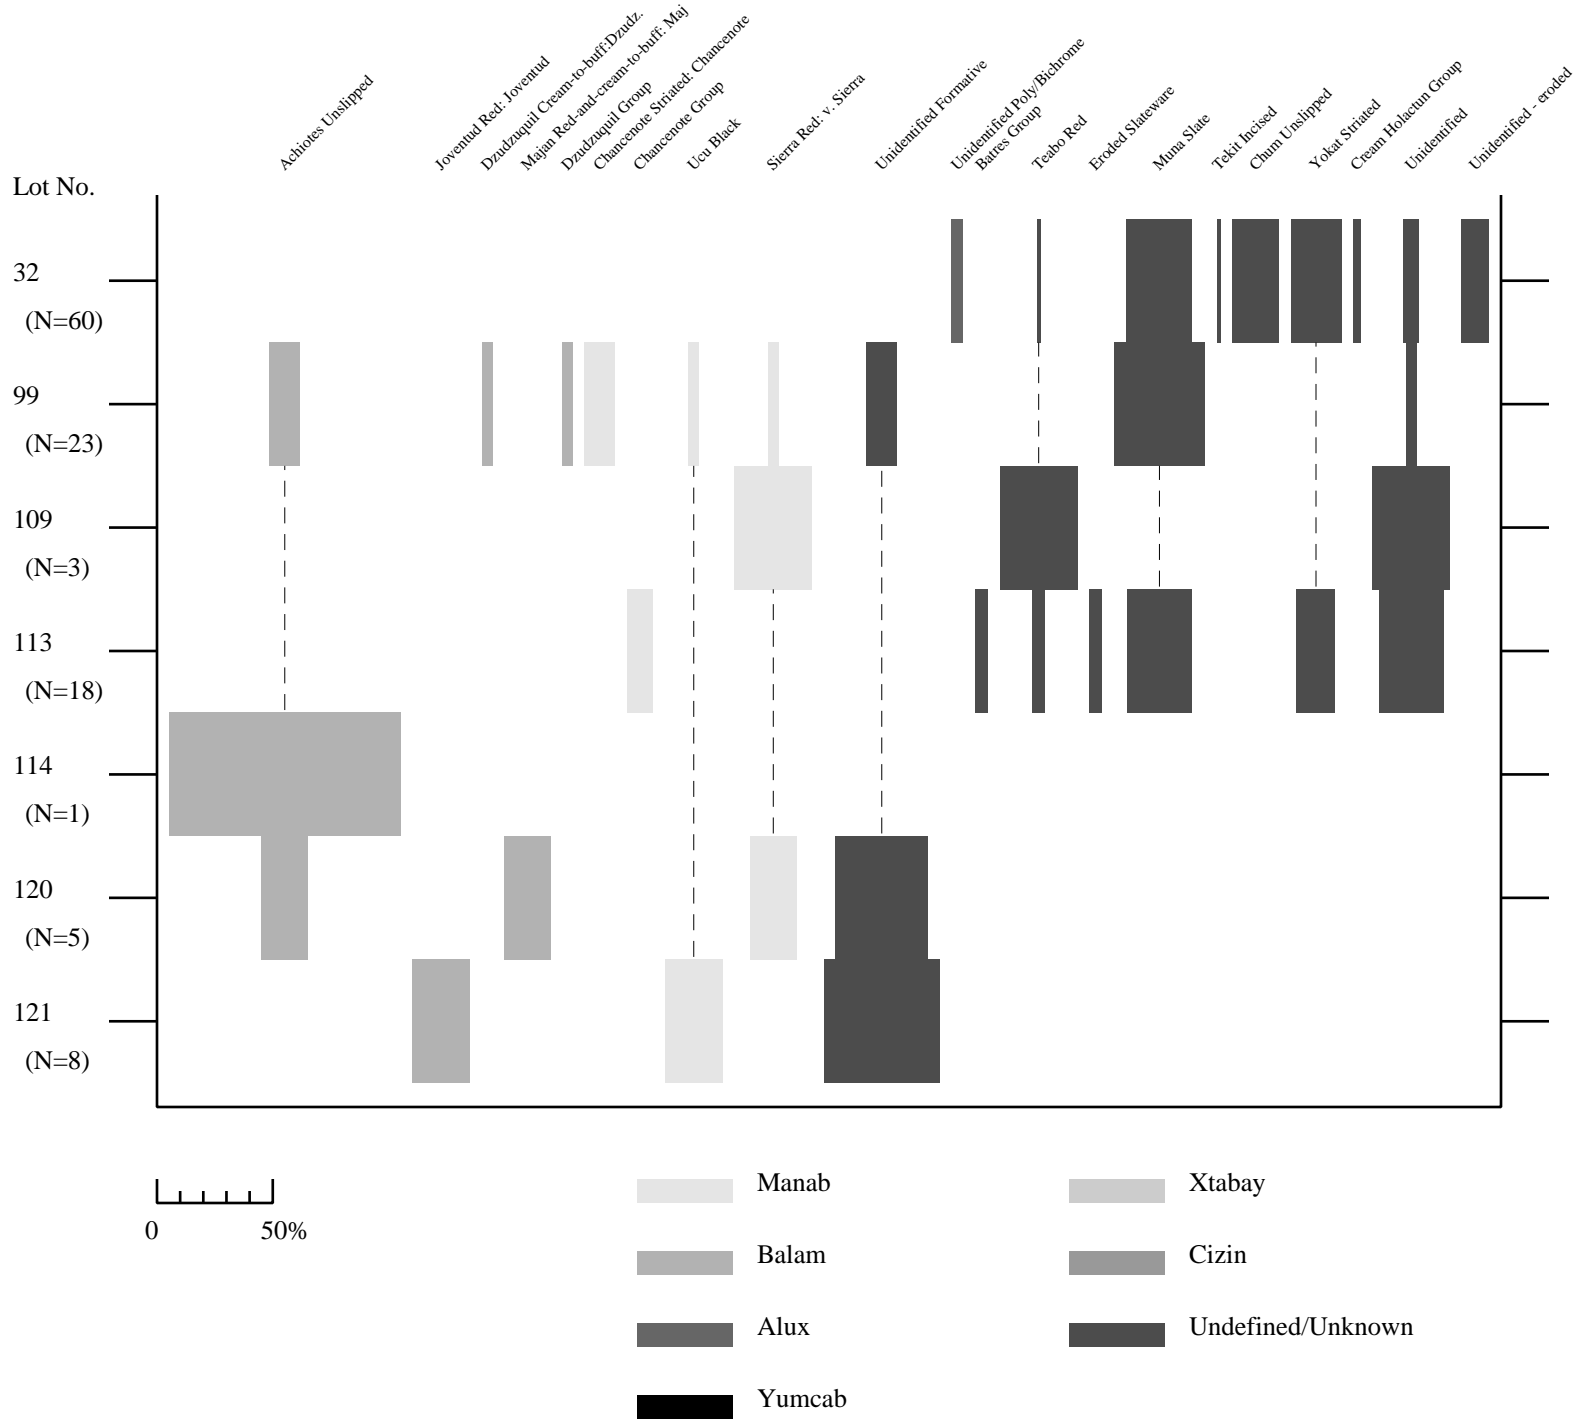 Achiotes Unslipped
Joventud Red: Joventud
Dzudzuquil Cream-to-buff:Dzudz.
Majan Red-and-cream-to-buff: Maj
Dzudzuquil Group
Chancenote Striated: Chancenote
Chancenote Group
Ucu Black
Sierra Red: v. Sierra
Unidentified Formative
Unidentified Poly/Bichrome
Batres Group
Teabo Red
Eroded Slateware
Muna Slate
Tekit Incised
Chum Unslipped
Yokat Striated
Cream Holactun Group
Unidentified
Unidentified - eroded
Lot No.
32
(N=60)
99
(N=23)
109
(N=3)
113
(N=18)
114
(N=1)
120
(N=5)
121
(N=8)
0 50%
Manab
Xtabay
Balam
Cizin
Alux
Undefined/Unknown
Yumcab